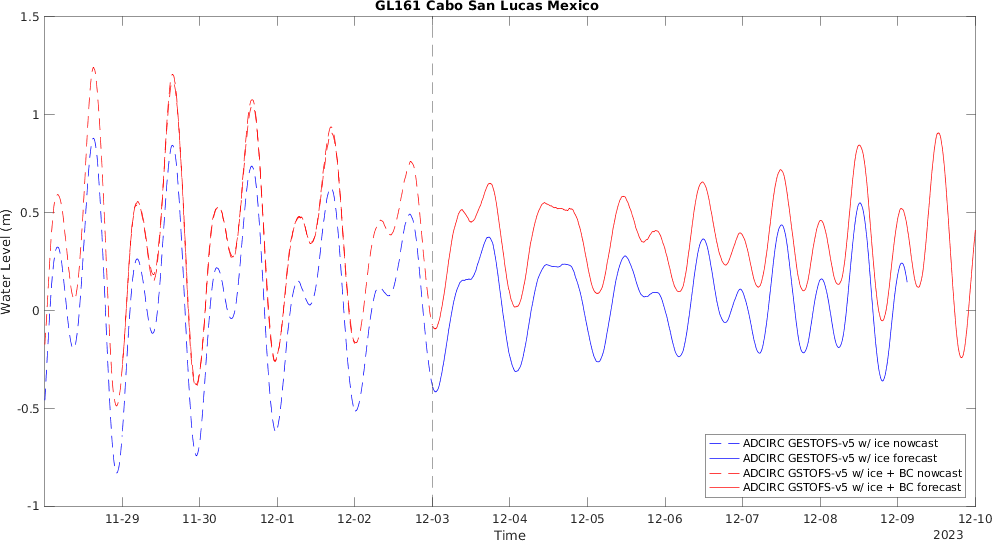 GL161 Cabo San Lucas Mexico
1.5
1
0.5
0
-0.5
-1
Water Level (m)
11-29 11-30 12-01 12-02 12-03 12-04 12-05 12-06 12-07 12-08 12-09 12-10
Time
2023
ADCIRC GESTOFS-v5 w/ ice nowcast
ADCIRC GESTOFS-v5 w/ ice forecast
ADCIRC GSTOFS-v5 w/ ice + BC nowcast
ADCIRC GSTOFS-v5 w/ ice + BC forecast